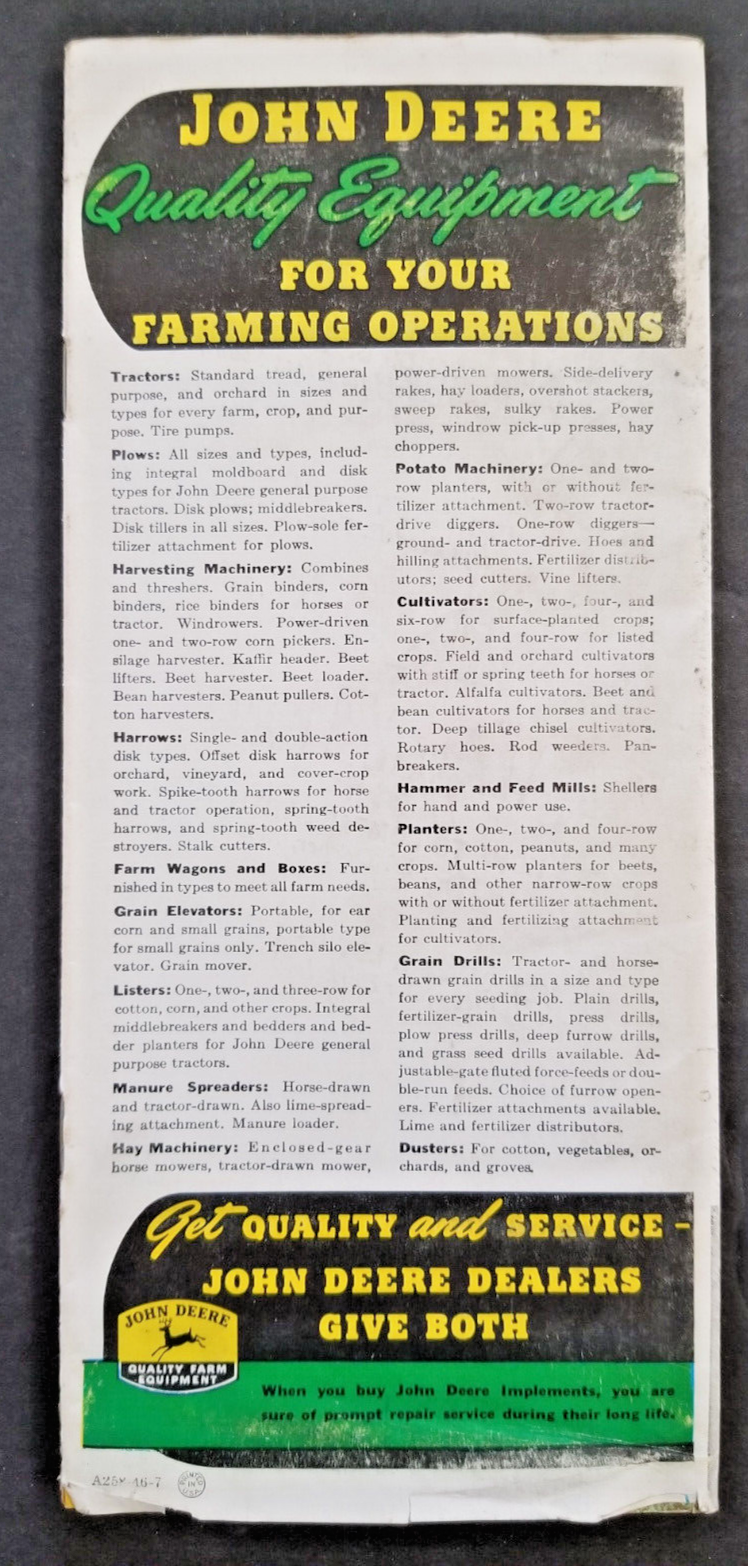 JOHN DEERE
Quality Equipment
FOR YOUR
FARMING OPERATIONS
Tractors: Standard tread, general
purpose, and orchard in sizes and
types for every farm, crop, and pur-
pose. Tire pumps.
Plows: All sizes and types, includ-
ing integral moldboard and disk
types for John Deere general purpose
tractors. Disk plows; middlebreakers.
Disk tillers in all sizes. Plow-sole fer-
tilizer attachment for plows.
Harvesting Machinery: Combines
and threshers. Grain binders, corn
binders, rice binders for horses or
tractor. Windrowers. Power-driven
one- and two-row corn pickers. En-
silage harvester. Kaffir header. Beet
lifters. Beet harvester. Beet loader.
Bean harvesters. Peanut pullers. Cot-
ton harvesters.
Harrows: Single- and double-action
disk types. Offset disk harrows for
orchard, vineyard, and cover-crop
work. Spike-tooth harrows for horse
and tractor operation, spring-tooth
harrows, and spring-tooth weed de-
stroyers. Stalk cutters.
Farm Wagons and Boxes: Fur-
nished in types to meet all farm needs.
Grain Elevators: Portable, for ear
corn and small grains, portable type
for small grains only. Trench silo ele-
vator. Grain mover.
Listers: One-, two-, and three-row for
cotton, corn, and other crops. Integral
middlebreakers and bedders and bed-
der planters for John Deere general
purpose tractors.
Manure Spreaders: Horse-drawn
and tractor-drawn. Also lime-spread-
ing attachment. Manure loader.
Hay Machinery: Enclosed-gear
horse mowers, tractor-drawn mower,
power-driven mowers. Side-delivery
rakes, hay loaders, overshot stackers,
sweep rakes, sulky rakes. Power
press, windrow pick-up presses, hay
choppers.
Potato Machinery: One- and two-
row planters, with or without fer-
tilizer attachment. Two-row tractor-
drive diggers. One-row diggers—
ground- and tractor-drive. Hoes and
hilling attachments. Fertilizer distrib-
utors; seed cutters. Vine lifters.
Cultivators: One-, two-, four-, and
six-row for surface-planted crops;
one-, two-, and four-row for listed
crops. Field and orchard cultivators
with stiff or spring teeth for horses or
tractor. Alfalfa cultivators. Beet and
bean cultivators for horses and trac-
tor. Deep tillage chisel cultivators.
Rotary hoes. Rod weeders. Pan-
breakers.
Hammer and Feed Mills: Shellers
for hand and power use.
Planters: One-, two-, and four-row
for corn, cotton, peanuts, and many
crops. Multi-row planters for beets,
beans, and other narrow-row crops
with or without fertilizer attachment.
Planting and fertilizing attachment
for cultivators.
Grain Drills: Tractor- and horse-
drawn grain drills in a size and type
for every seeding job. Plain drills,
fertilizer-grain drills, press drills,
plow press drills, deep furrow drills,
and grass seed drills available. Ad-
justable-gate fluted force-feeds or dou-
ble-run feeds. Choice of furrow open-
ers. Fertilizer attachments available.
Lime and fertilizer distributors.
Dusters: For cotton, vegetables, or-
chards, and groves.
Get QUALITY and SERVICE -
JOHN DEERE DEALERS
GIVE BOTH
JOHN DEERE
QUALITY FARM
EQUIPMENT
When you buy John Deere Implements, you are
sure of prompt repair service during their long life.
PRINTED
IN
U.S.A.